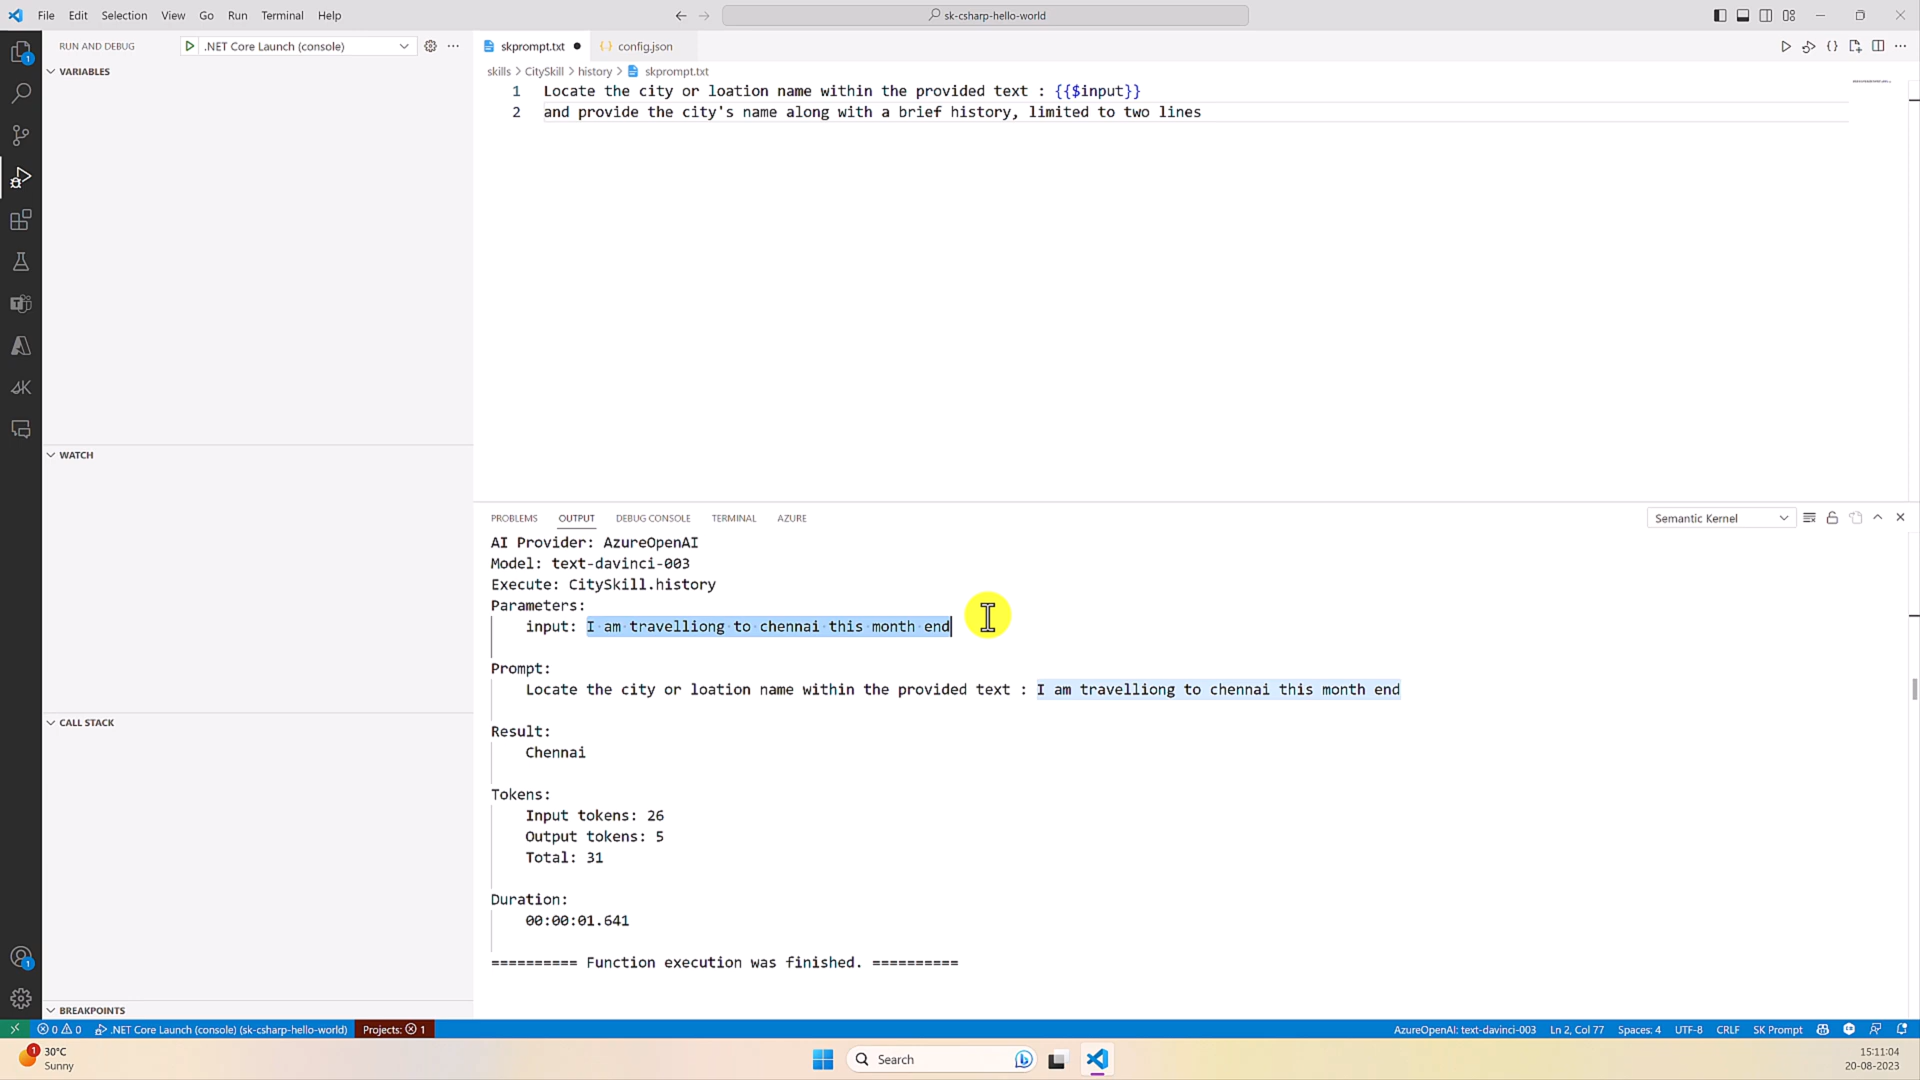 File Edit Selection View Go Run Terminal Help
sk-csharp-hello-world
RUN AND DEBUG
.NET Core Launch (console)
skprompt.txt
config.json
VARIABLES
skills > CitySkill > history > skprompt.txt
1 Locate the city or loation name within the provided text : {{$input}}
2 and provide the city's name along with a brief history, limited to two lines
WATCH
CALL STACK
BREAKPOINTS
PROBLEMS OUTPUT DEBUG CONSOLE TERMINAL AZURE
Semantic Kernel
AI Provider: AzureOpenAI
Model: text-davinci-003
Execute: CitySkill.history
Parameters:
input: I am travelliong to chennai this month end
Prompt:
Locate the city or loation name within the provided text : I am travelliong to chennai this month end
Result:
Chennai
Tokens:
Input tokens: 26
Output tokens: 5
Total: 31
Duration:
00:00:01.641
========== Function execution was finished. ==========
0 0 .NET Core Launch (console) (sk-csharp-hello-world) Projects: 1
AzureOpenAI: text-davinci-003 Ln 2, Col 77 Spaces: 4 UTF-8 CRLF SK Prompt
1 30°C
Sunny
Search
15:11:04
20-08-2023